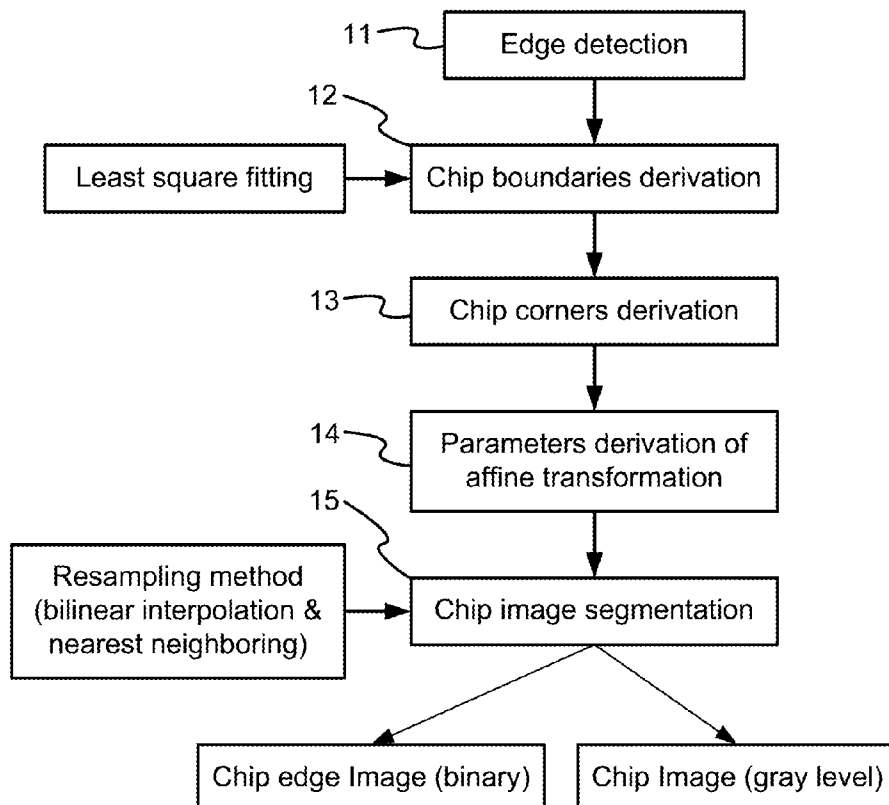 11
Edge detection
12
Least square fitting
Chip boundaries derivation
13
Chip corners derivation
14
Parameters derivation of
affine transformation
15
Resampling method
(bilinear interpolation &
nearest neighboring)
Chip image segmentation
Chip edge Image (binary)
Chip Image (gray level)